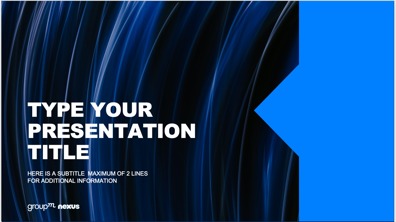 TYPE YOUR
PRESENTATION
TITLE
HERE IS A SUBTITLE MAXIMUM OF 2 LINES
FOR ADDITIONAL INFORMATION
groupm nexus